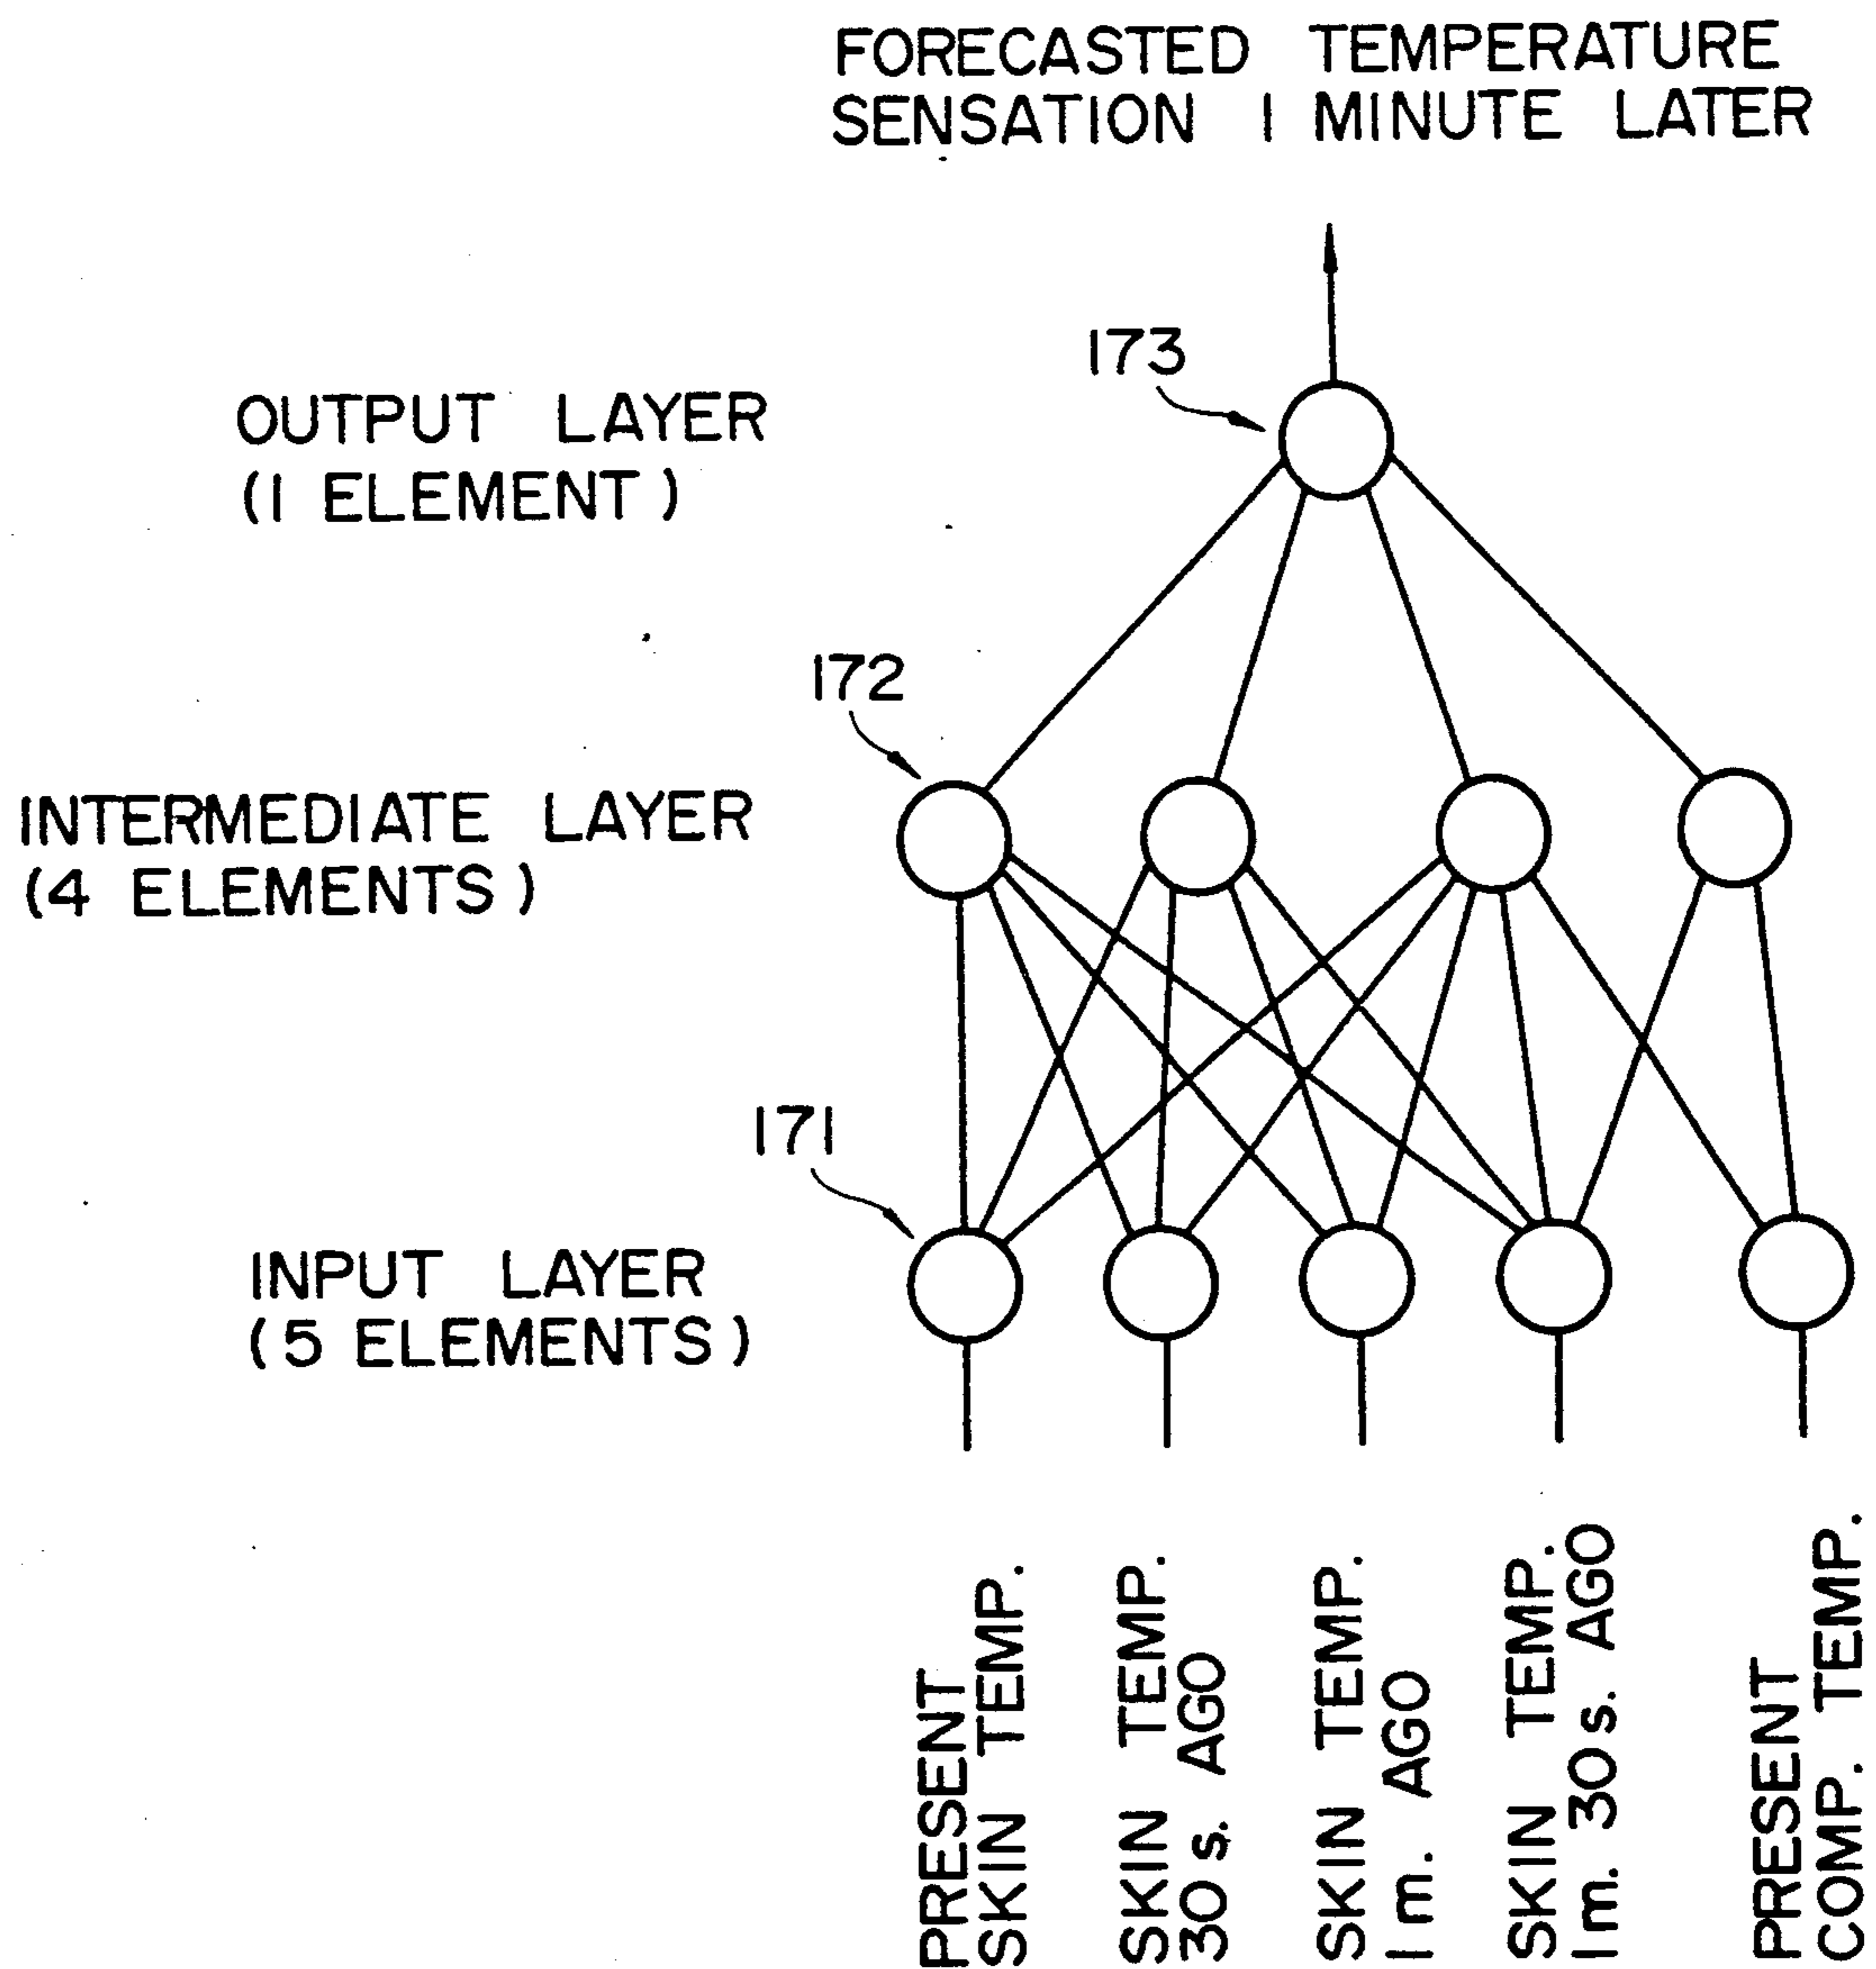 FORECASTED TEMPERATURE
SENSATION 1 MINUTE LATER
173
OUTPUT LAYER
(1 ELEMENT)
172
INTERMEDIATE LAYER
(4 ELEMENTS)
171
INPUT LAYER
(5 ELEMENTS)
PRESENT
SKIN TEMP.
SKIN TEMP.
30 s. AGO
SKIN TEMP.
1 m. AGO
SKIN TEMP.
1 m. 30 s. AGO
PRESENT
COMP. TEMP.